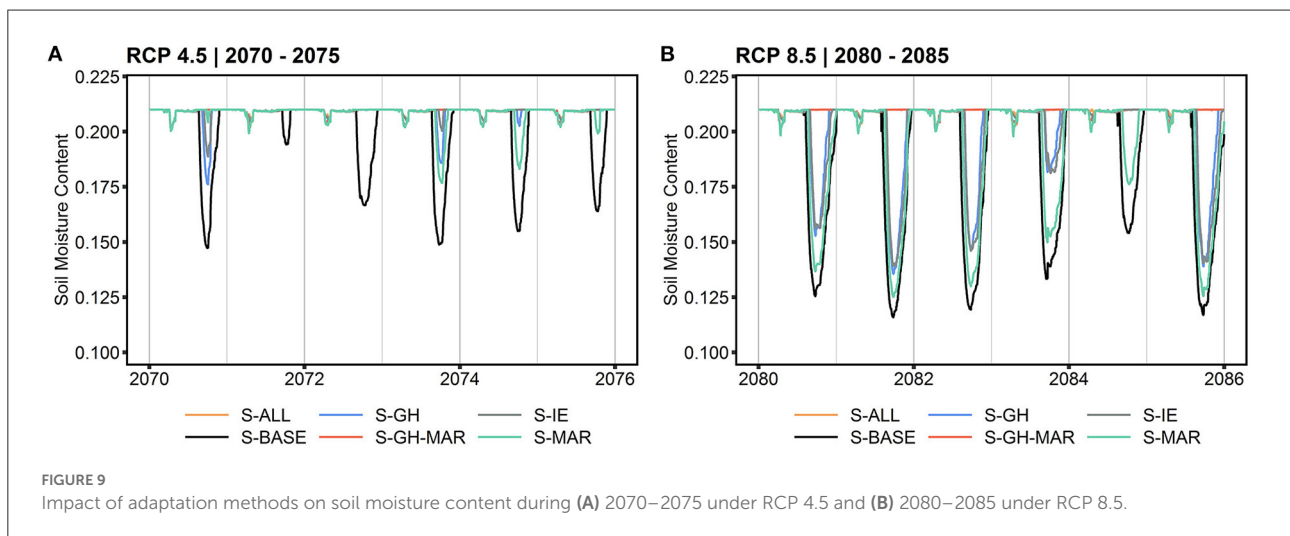 A RCP 4.5 | 2070 - 2075
0.225
0.200
0.175
0.150
0.125
0.100
Soil Moisture Content
2070 2072 2074 2076
S-ALL S-GH S-IE
S-BASE S-GH-MAR S-MAR
B RCP 8.5 | 2080 - 2085
0.225
0.200
0.175
0.150
0.125
0.100
Soil Moisture Content
2080 2082 2084 2086
S-ALL S-GH S-IE
S-BASE S-GH-MAR S-MAR
FIGURE 9
Impact of adaptation methods on soil moisture content during (A) 2070–2075 under RCP 4.5 and (B) 2080–2085 under RCP 8.5.